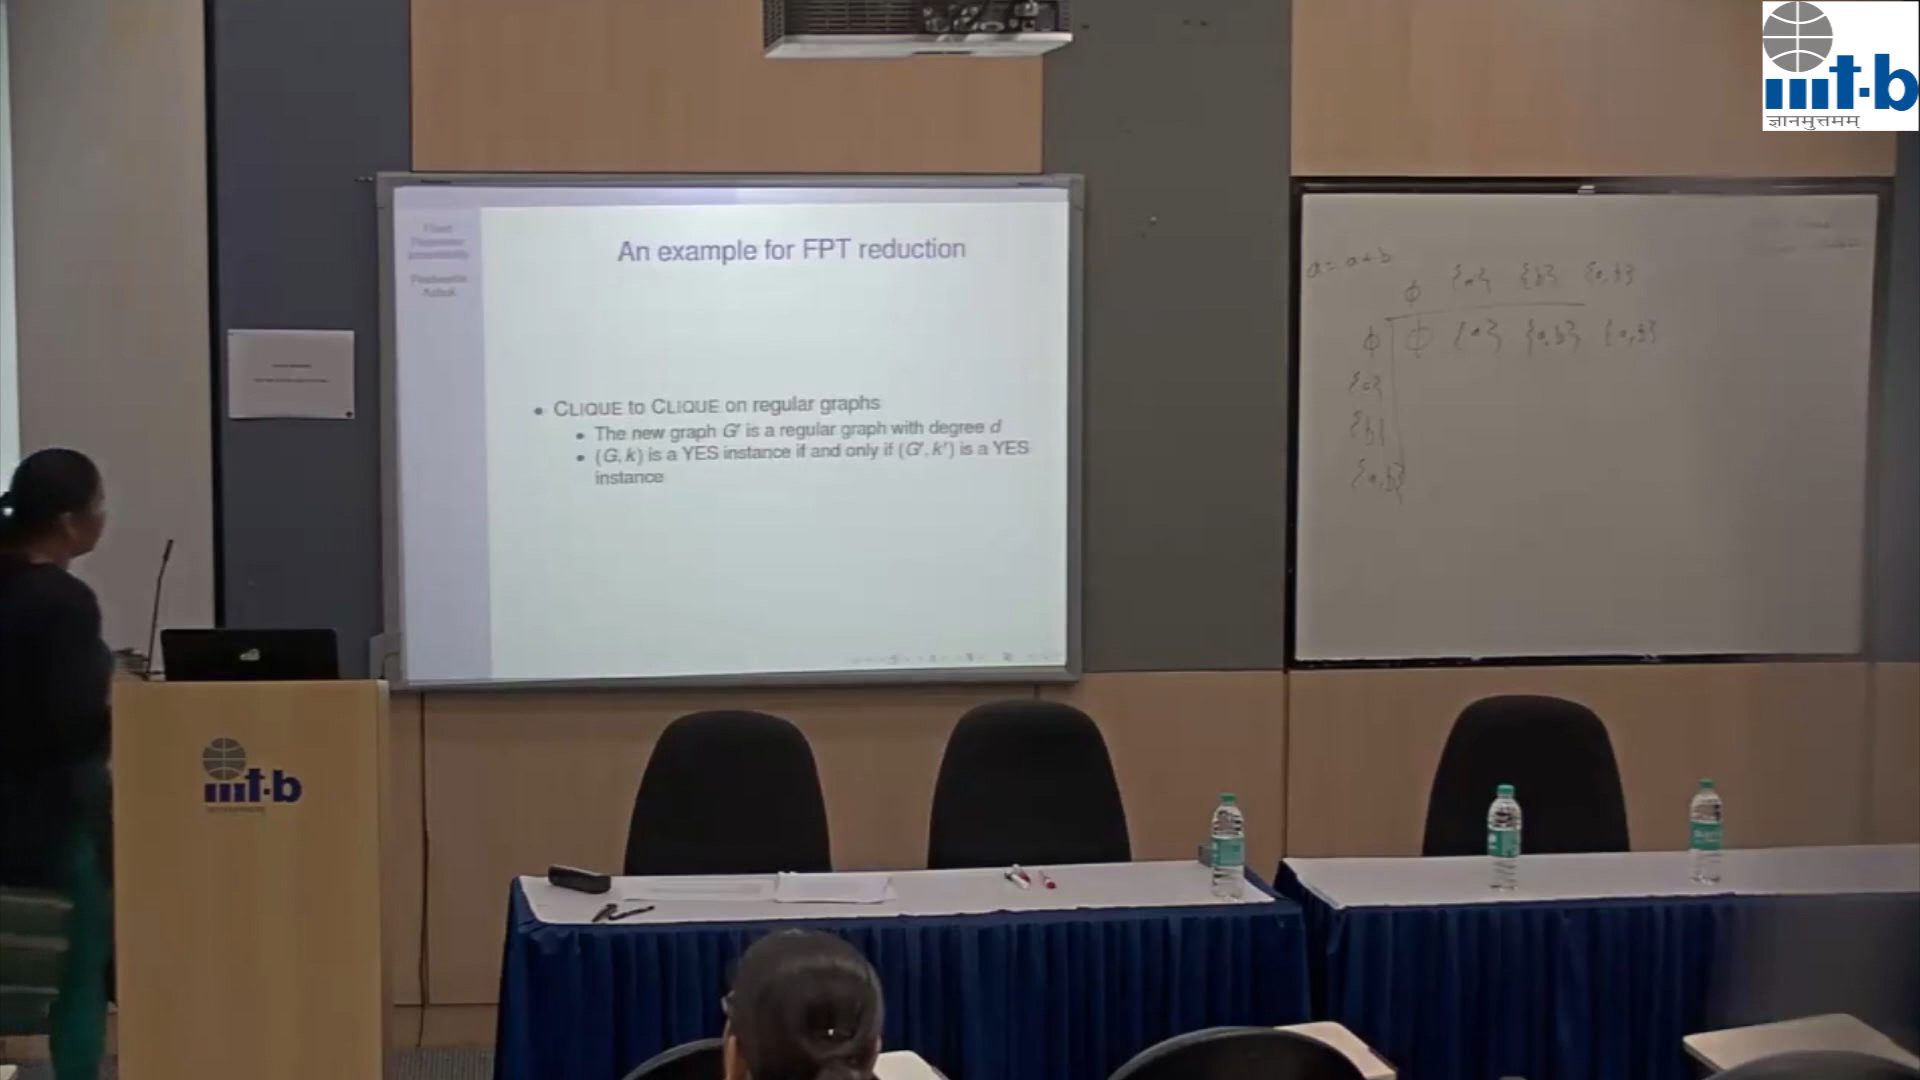 iiit-b
ज्ञानमुत्तमम्
An example for FPT reduction
• CLIQUE to CLIQUE on regular graphs
• The new graph G' is a regular graph with degree d
• (G, k) is a YES instance if and only if (G', k') is a YES
instance
a = a + b
ϕ {a} {b} {a,b}
ϕ ϕ {a} {a,b} {a,b}
{a}
{b}
{a,b}
iiit-b